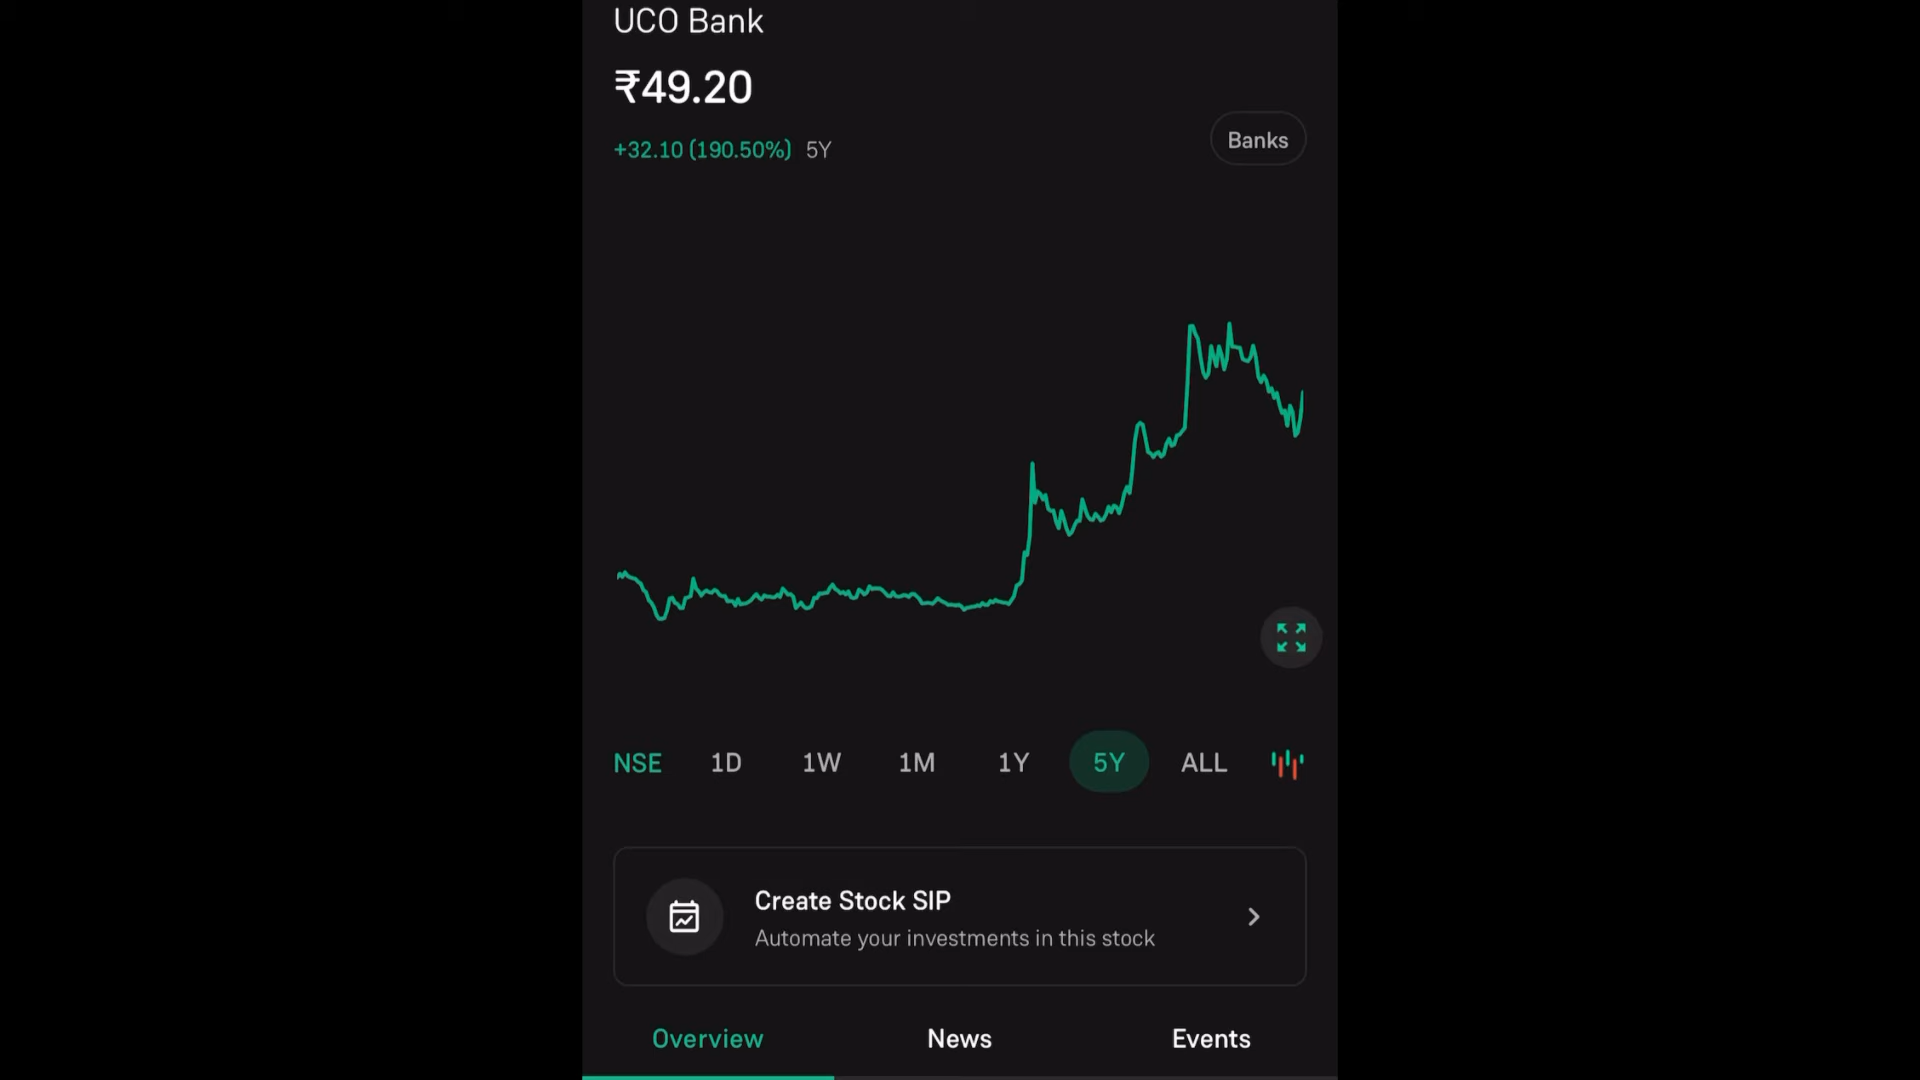 UCO Bank
₹49.20
+32.10 (190.50%) 5Y
Banks
NSE 1D 1W 1M 1Y 5Y ALL
Create Stock SIP
Automate your investments in this stock
Overview News Events